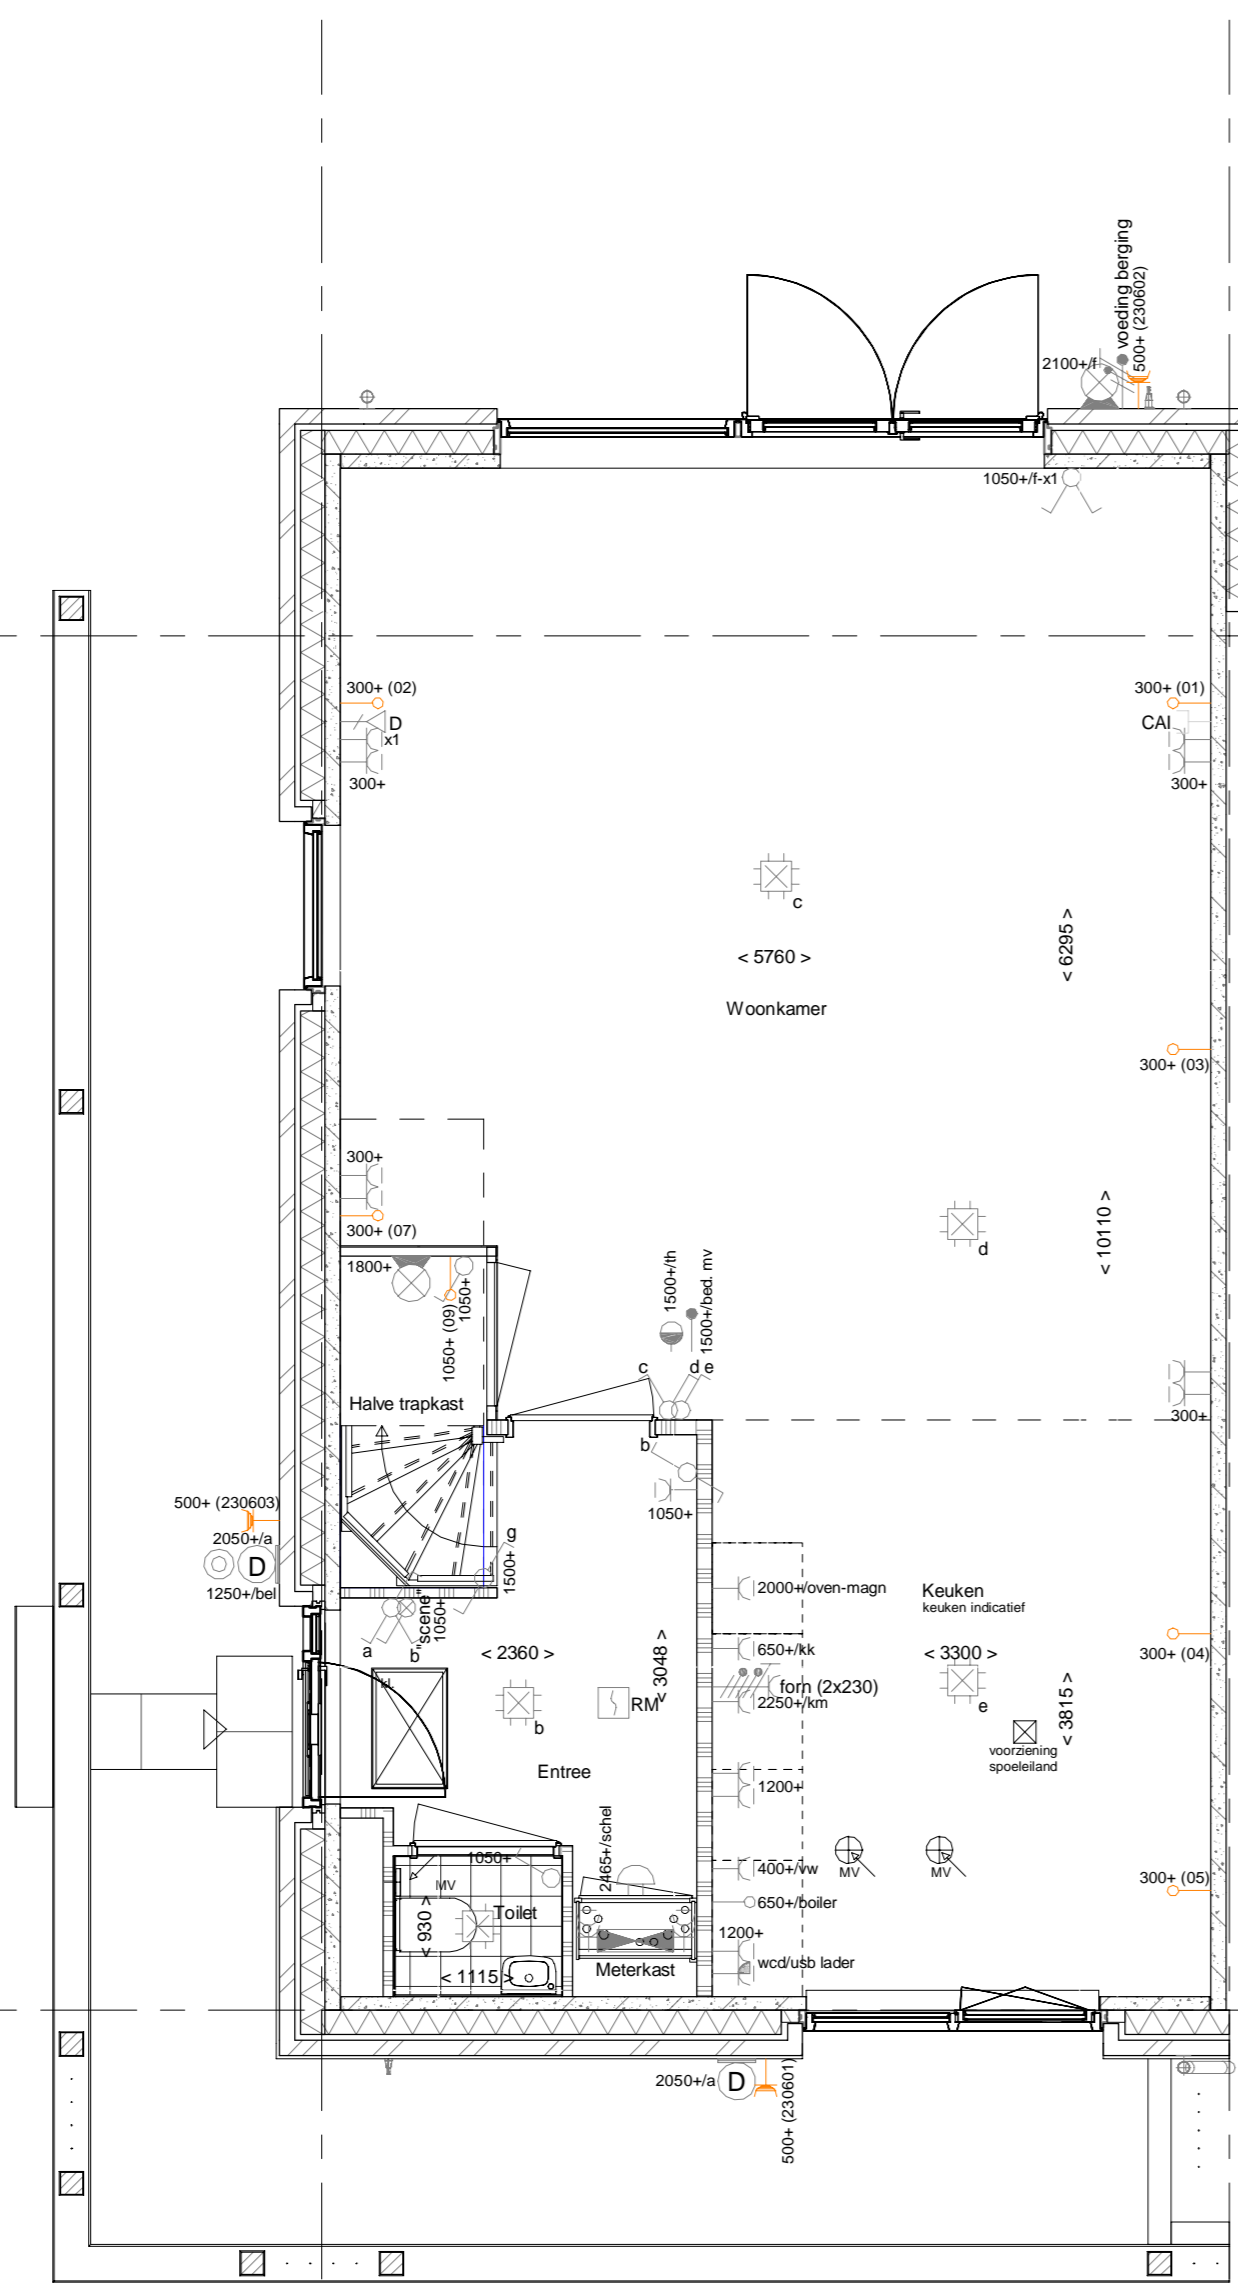 voeding berging
500+ (230602)
2100+/f
1050+/f-x1
300+ (02)
D
x1
300+
300+ (01)
CAI
300+
c
< 5760 >
< 6295 >
Woonkamer
300+ (03)
300+
300+ (07)
d
< 10110 >
1800+
1050+
1050+ (09)
1500+/th
1500+/bed. mv
c
d e
Halve trapkast
300+
b
1050+
500+ (230603)
2050+/a
D
1250+/bel
g
1500+
"scene"
1050+
a
b
2000+/oven-magn
Keuken
keuken indicatief
< 2360 >
< 3048 >
650+/kk
< 3300 >
300+ (04)
kl.
b
RM
forn (2x230)
2250+/km
e
< 3815 >
voorziening
spoeleiland
Entree
1200+
2465+/schel
1050+
MV
400+/vw
MV
MV
650+/boiler
300+ (05)
< 930 >
Toilet
1200+
wcd/usb lader
< 1115 >
Meterkast
2050+/a
D
500+ (230601)